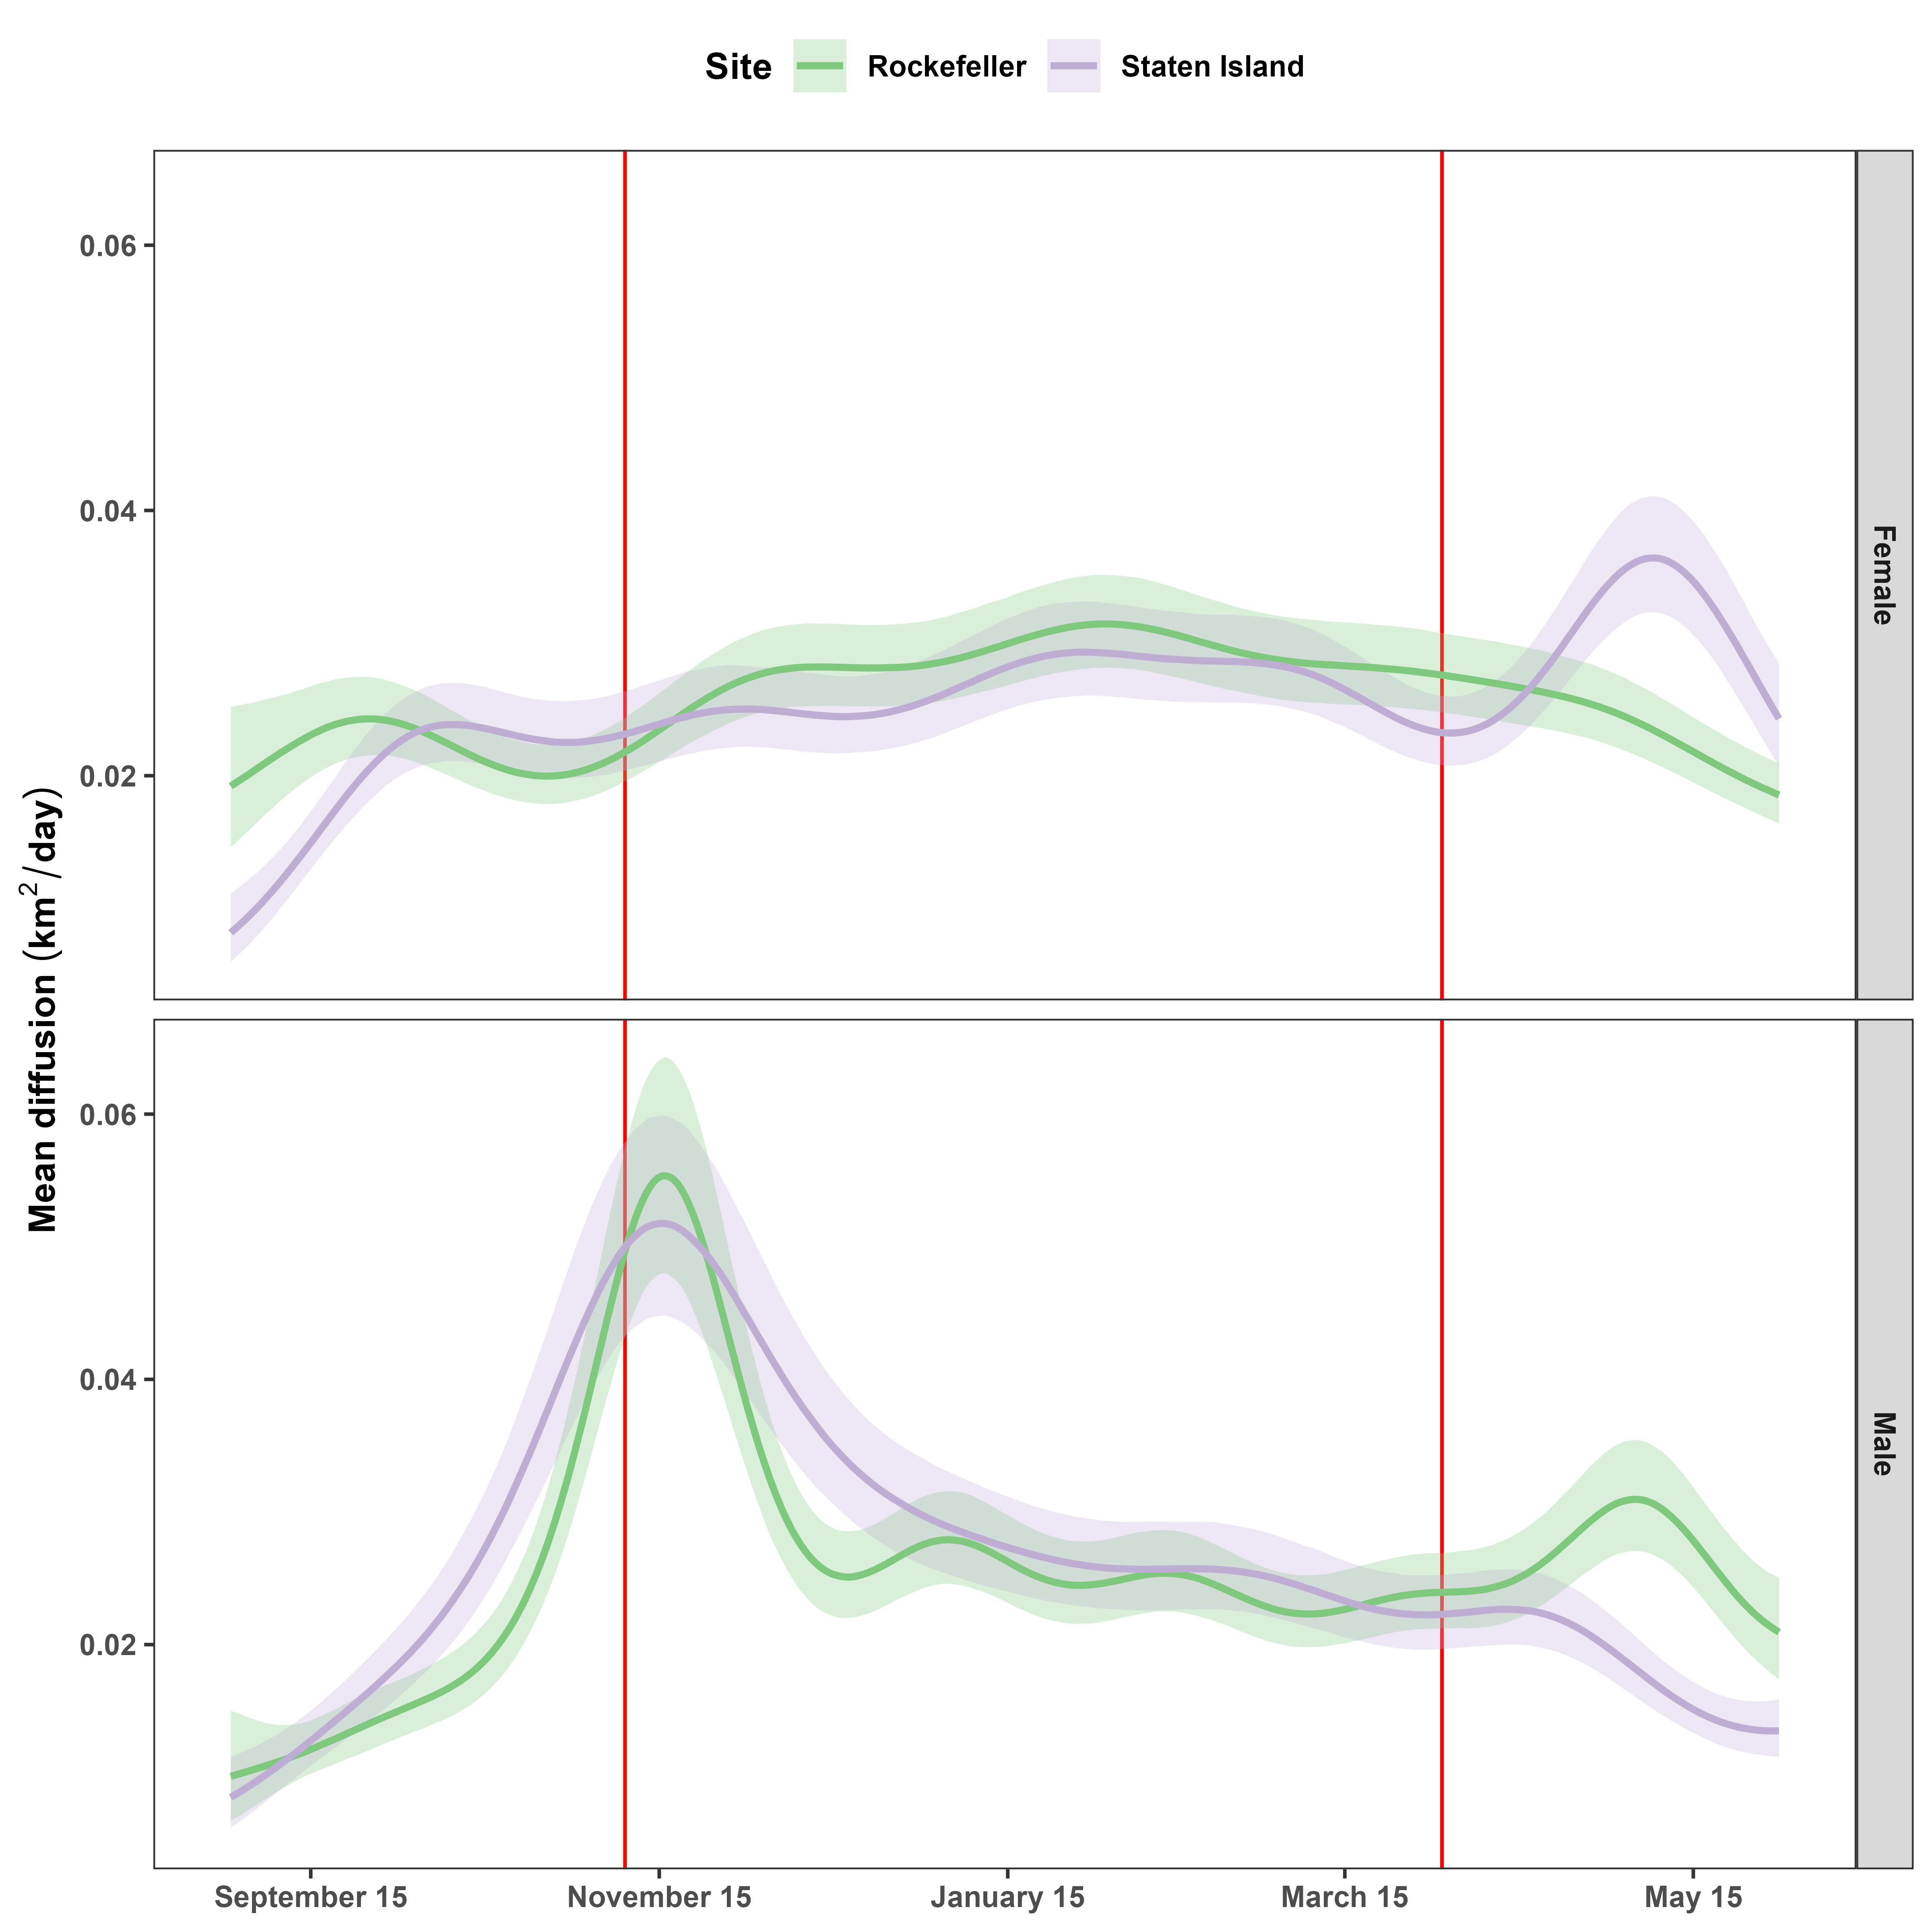 Site Rockefeller Staten Island
Mean diffusion (km²/day)
0.06
0.04
0.02
Female
0.06
0.04
0.02
Male
September 15 November 15 January 15 March 15 May 15